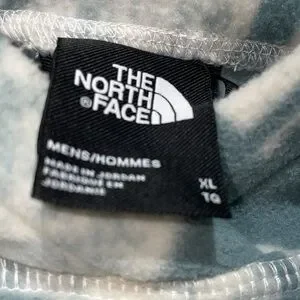 THE
NORTH
®FACE
MENS/HOMMES
MADE IN JORDAN
FABRIQUÉ EN
JORDANIE
XL
TG